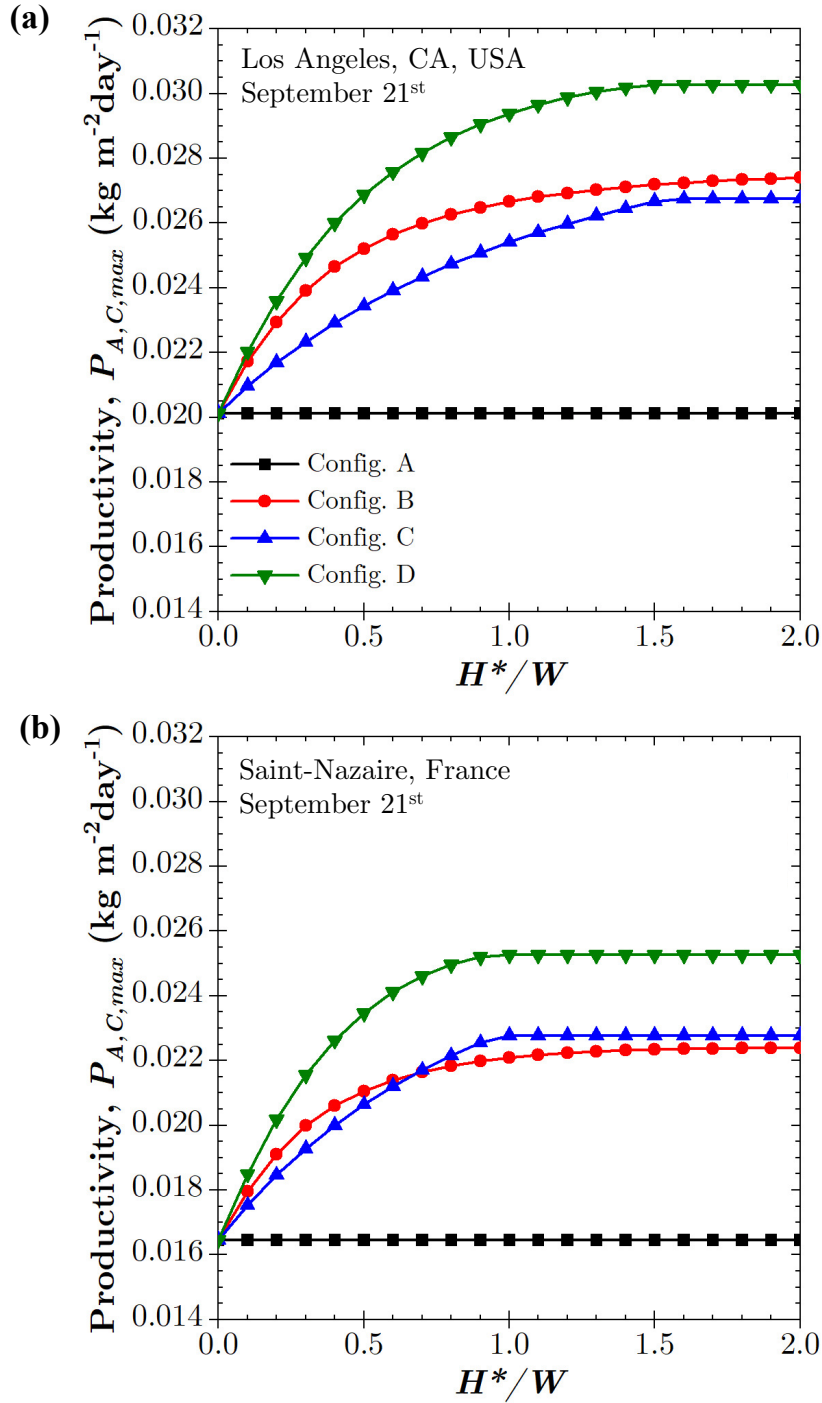 (a)
Productivity, P_A,C,max (kg m⁻²day⁻¹)
0.032
0.030
0.028
0.026
0.024
0.022
0.020
0.018
0.016
0.014
Los Angeles, CA, USA
September 21ˢᵗ
Config. A
Config. B
Config. C
Config. D
0.0 0.5 1.0 1.5 2.0
H*/W
(b)
Productivity, P_A,C,max (kg m⁻²day⁻¹)
0.032
0.030
0.028
0.026
0.024
0.022
0.020
0.018
0.016
0.014
Saint-Nazaire, France
September 21ˢᵗ
0.0 0.5 1.0 1.5 2.0
H*/W